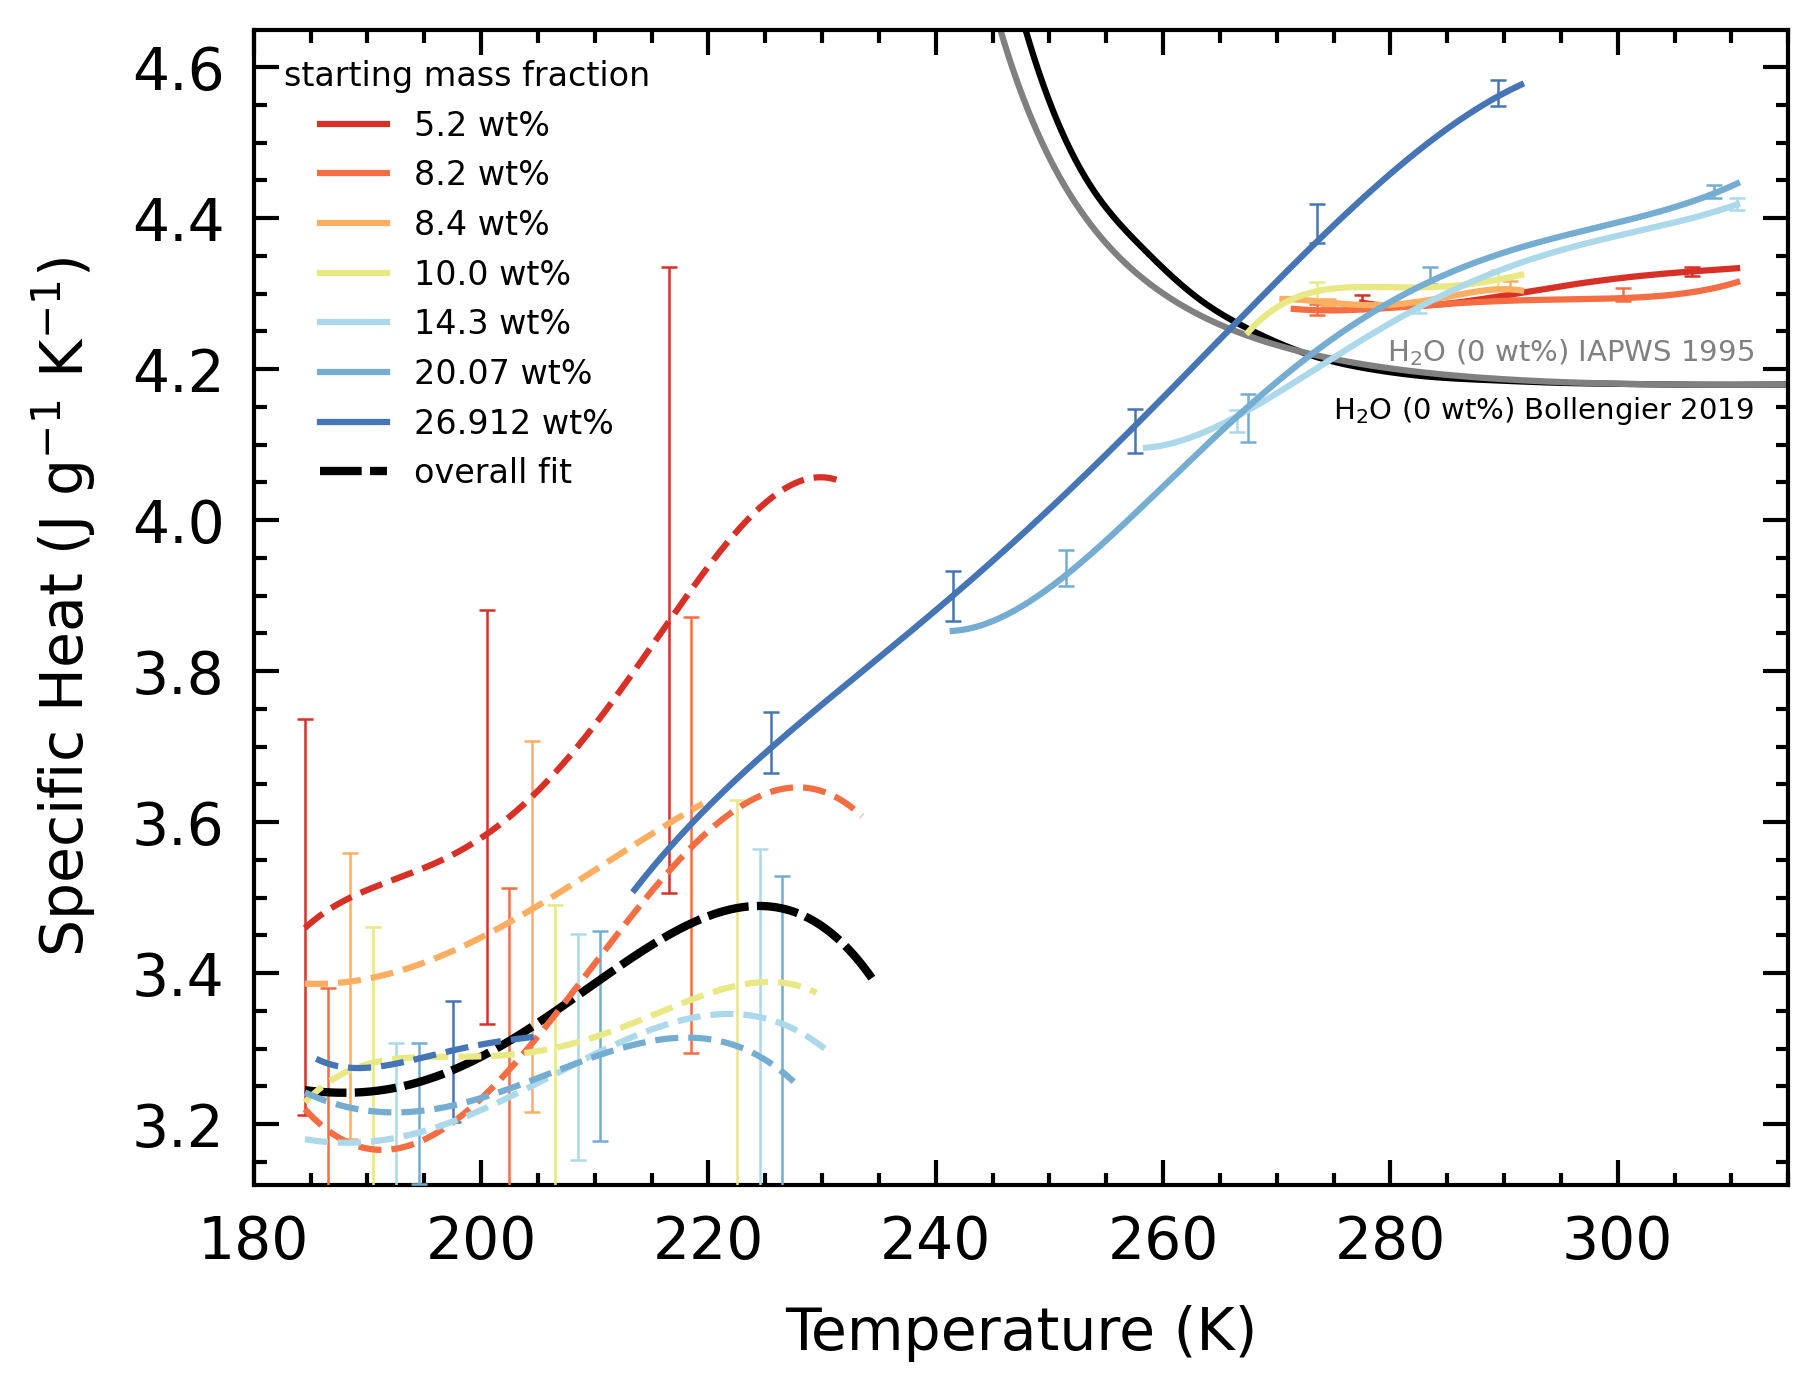 starting mass fraction
5.2 wt%
8.2 wt%
8.4 wt%
10.0 wt%
14.3 wt%
20.07 wt%
26.912 wt%
overall fit
H₂O (0 wt%) IAPWS 1995
H₂O (0 wt%) Bollengier 2019
4.6
4.4
4.2
4.0
3.8
3.6
3.4
3.2
Specific Heat (J g⁻¹ K⁻¹)
180 200 220 240 260 280 300
Temperature (K)